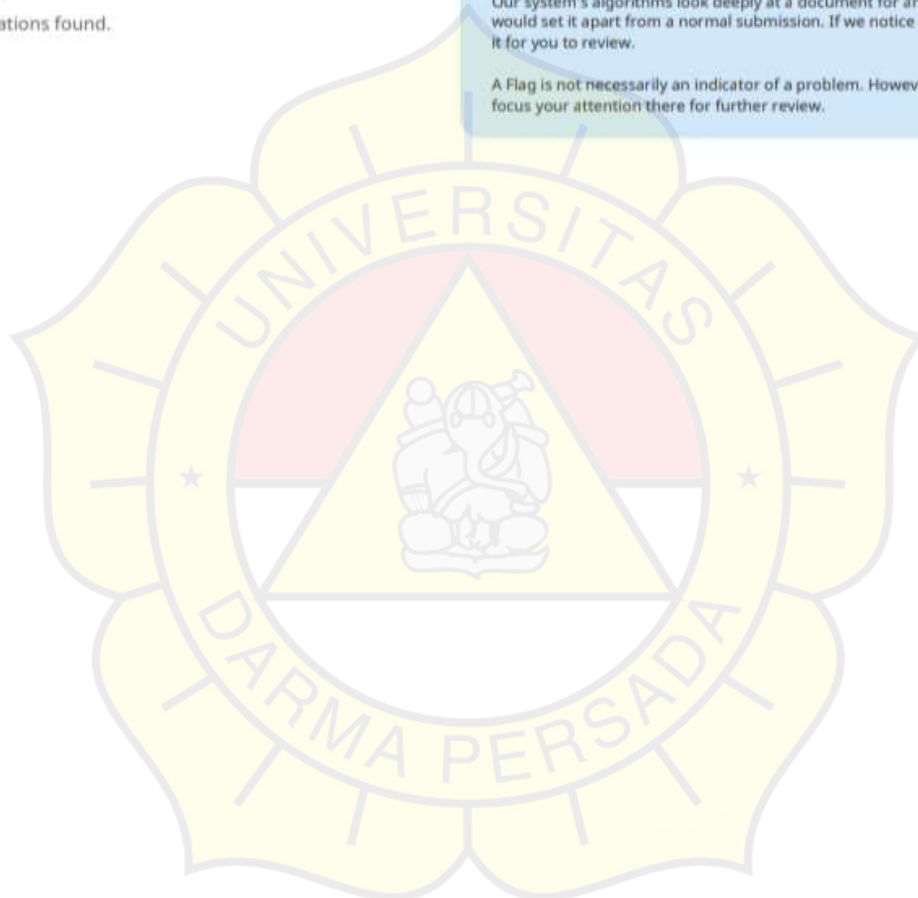 ations found.
Our system's algorithms look deeply at a document for an
would set it apart from a normal submission. If we notice
it for you to review.
A Flag is not necessarily an indicator of a problem. Howev
focus your attention there for further review.
UNIVERSITAS
DARMA PERSADA